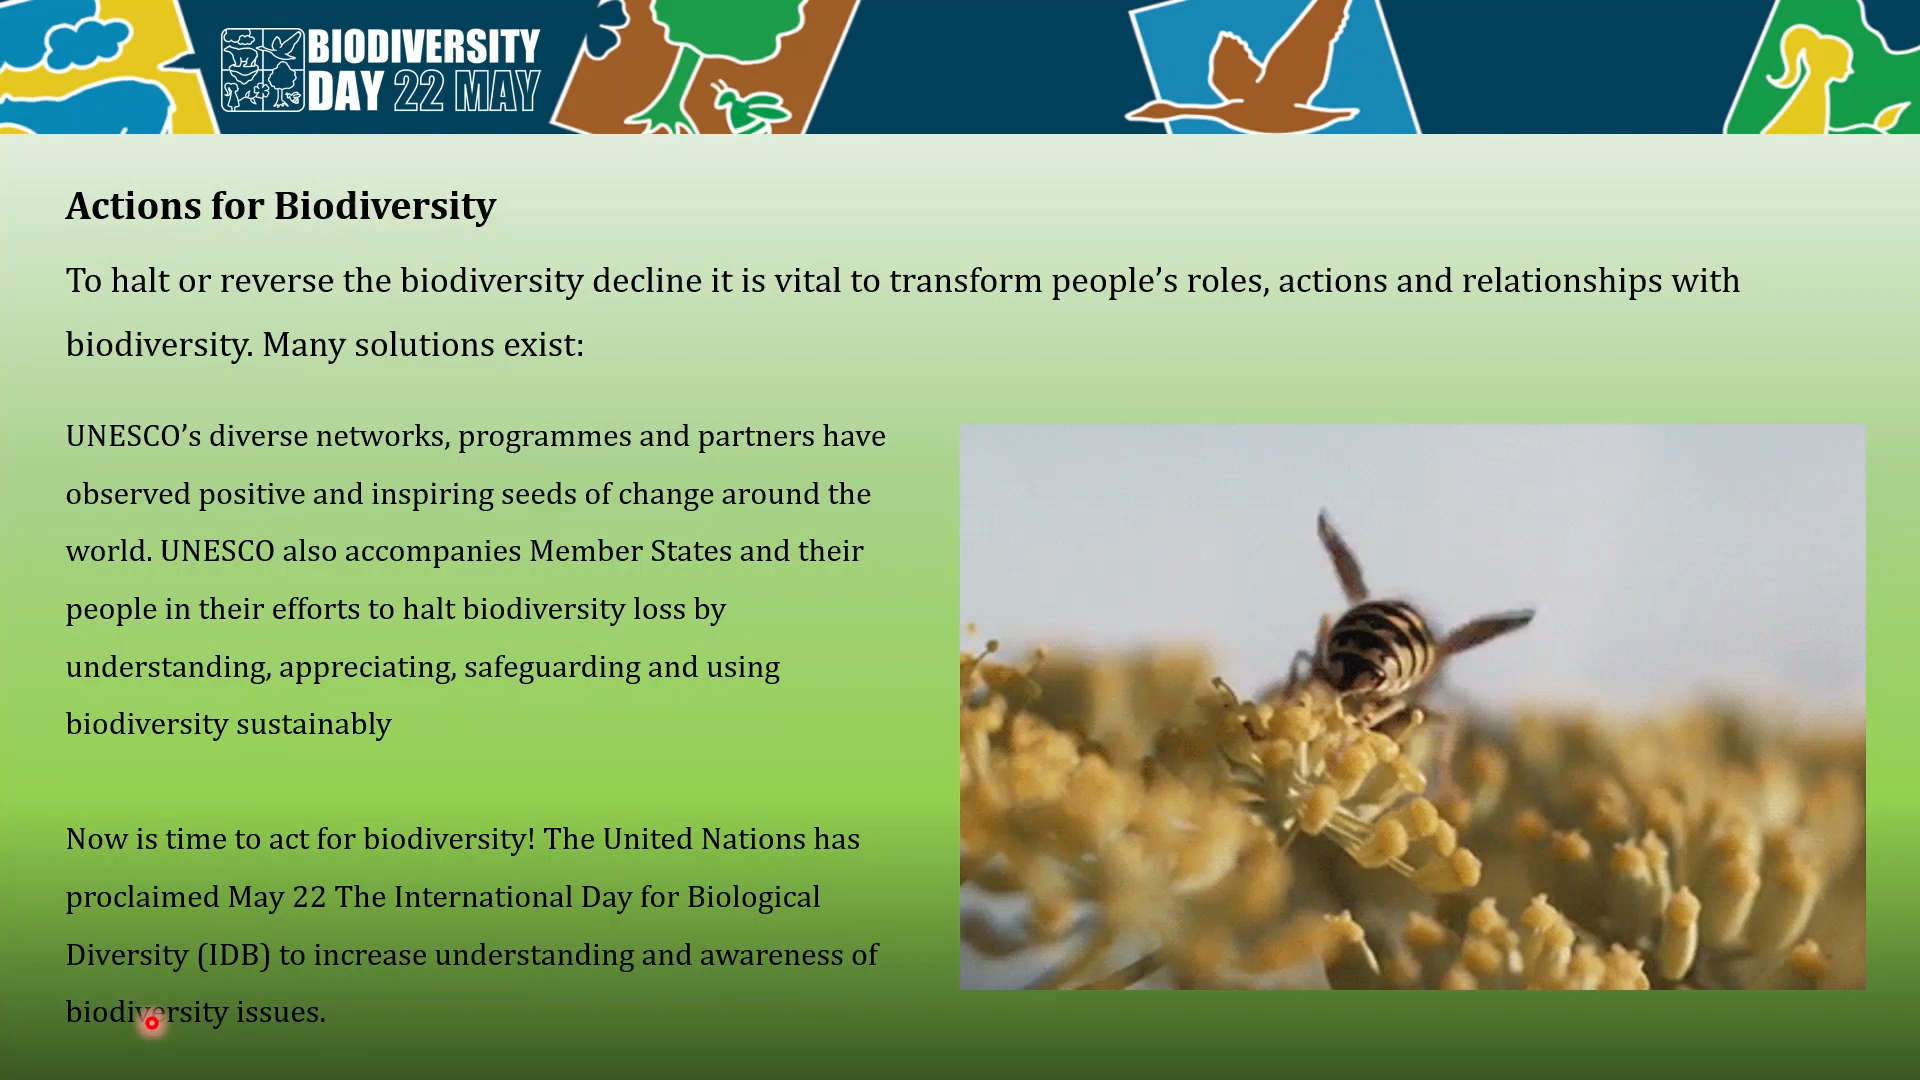 BIODIVERSITY
DAY 22 MAY
Actions for Biodiversity
To halt or reverse the biodiversity decline it is vital to transform people’s roles, actions and relationships with
biodiversity. Many solutions exist:
UNESCO’s diverse networks, programmes and partners have
observed positive and inspiring seeds of change around the
world. UNESCO also accompanies Member States and their
people in their efforts to halt biodiversity loss by
understanding, appreciating, safeguarding and using
biodiversity sustainably
Now is time to act for biodiversity! The United Nations has
proclaimed May 22 The International Day for Biological
Diversity (IDB) to increase understanding and awareness of
biodiversity issues.